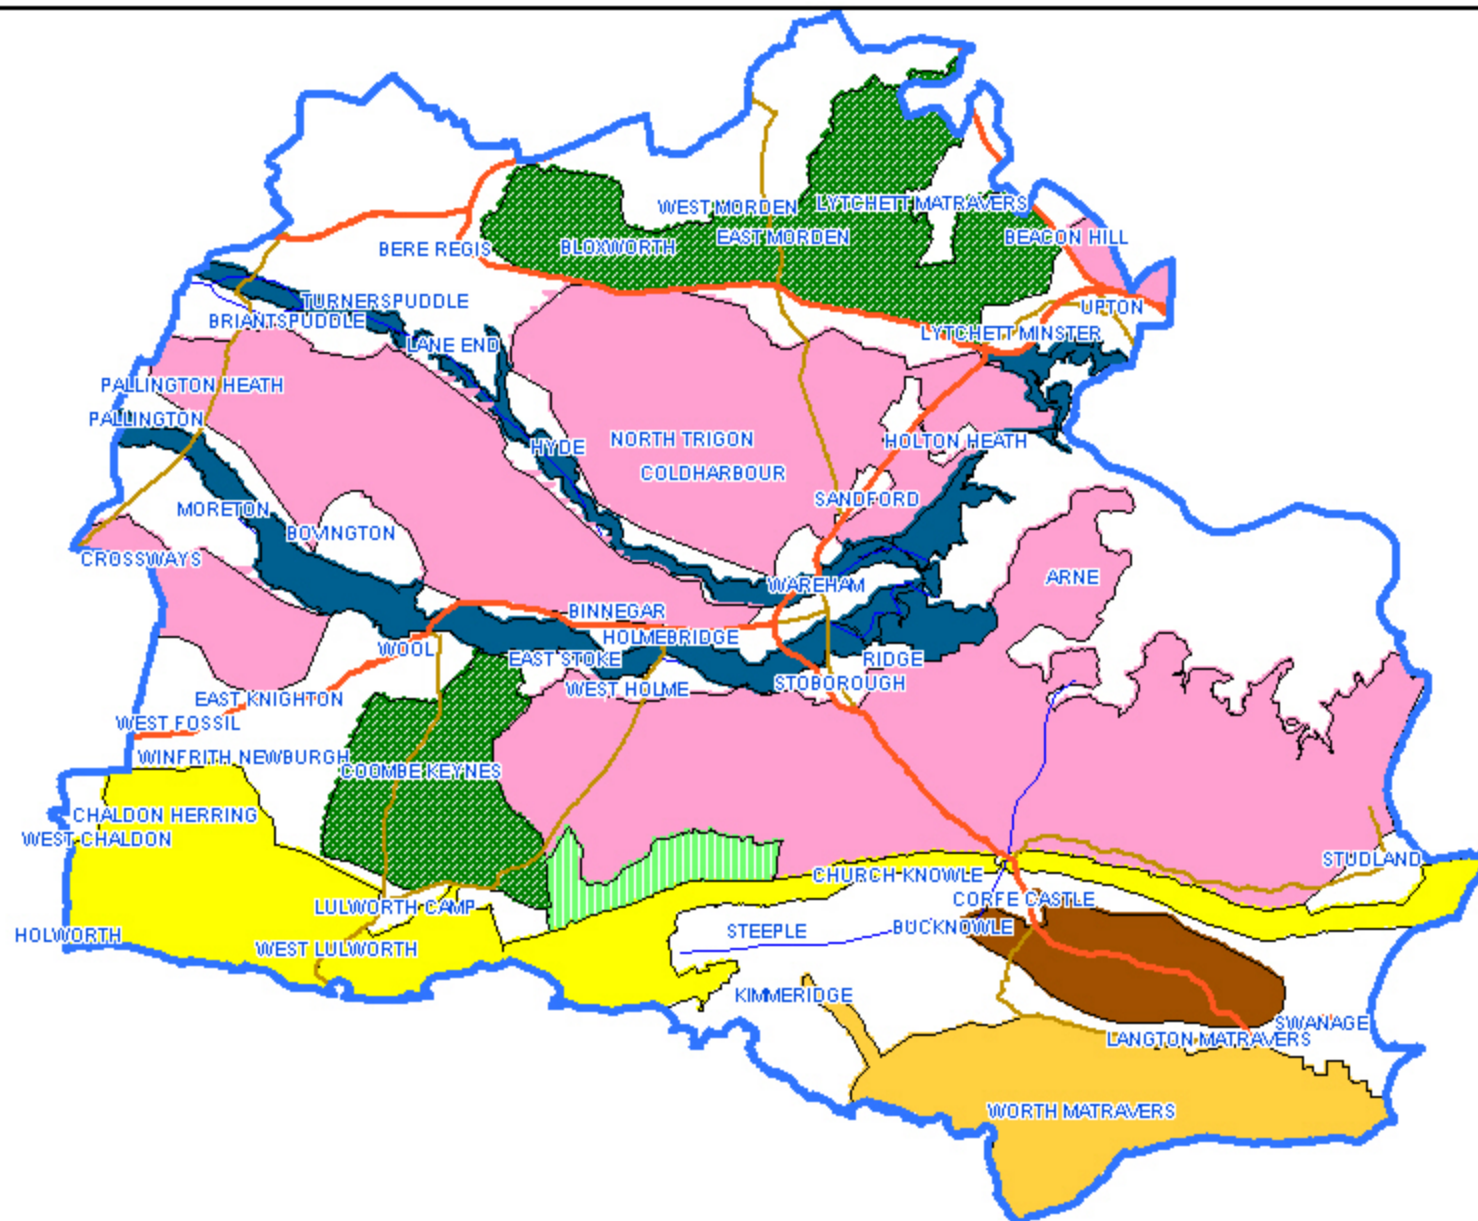 WEST MORDEN
LYTCHETT MATRAVERS
EAST MORDEN
BEACON HILL
BERE REGIS
BLOXWORTH
TURNERSPUDDLE
UPTON
BRIANTSPUDDLE
LYTCHETT MINSTER
LANE END
PALLINGTON HEATH
PALLINGTON
NORTH TRIGON
HOLTON HEATH
HYDE
COLDHARBOUR
SANDFORD
MORETON
BOVINGTON
CROSSWAYS
ARNE
WAREHAM
BINNEGAR
HOLMEBRIDGE
WOOL
EAST STOKE
RIDGE
WEST HOLME
STOBOROUGH
EAST KNIGHTON
WEST FOSSIL
WINFRITH NEWBURGH
COOMBE KEYNES
CHALDON HERRING
WEST CHALDON
STUDLAND
CHURCH KNOWLE
CORFE CASTLE
LULWORTH CAMP
BUCKNOWLE
STEEPLE
HOLWORTH
WEST LULWORTH
KIMMERIDGE
SWANAGE
LANGTON MATRAVERS
WORTH MATRAVERS